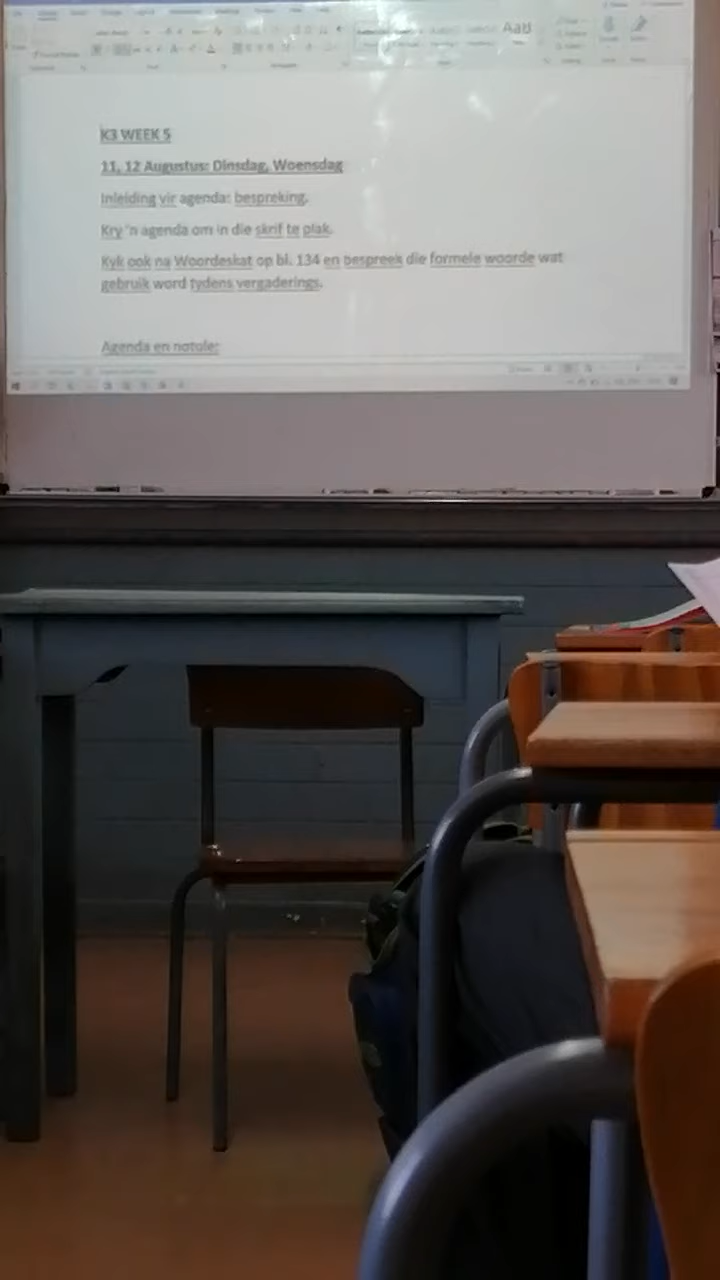 K3 WEEK 5
11, 12 Augustus: Dinsdag, Woensdag
Inleiding vir agenda: bespreking.
Kry 'n agenda om in die skrif te plak.
Kyk ook na Woordeskat op bl. 134 en bespreek die formele woorde wat
gebruik word tydens vergaderings.
Agenda en notule: